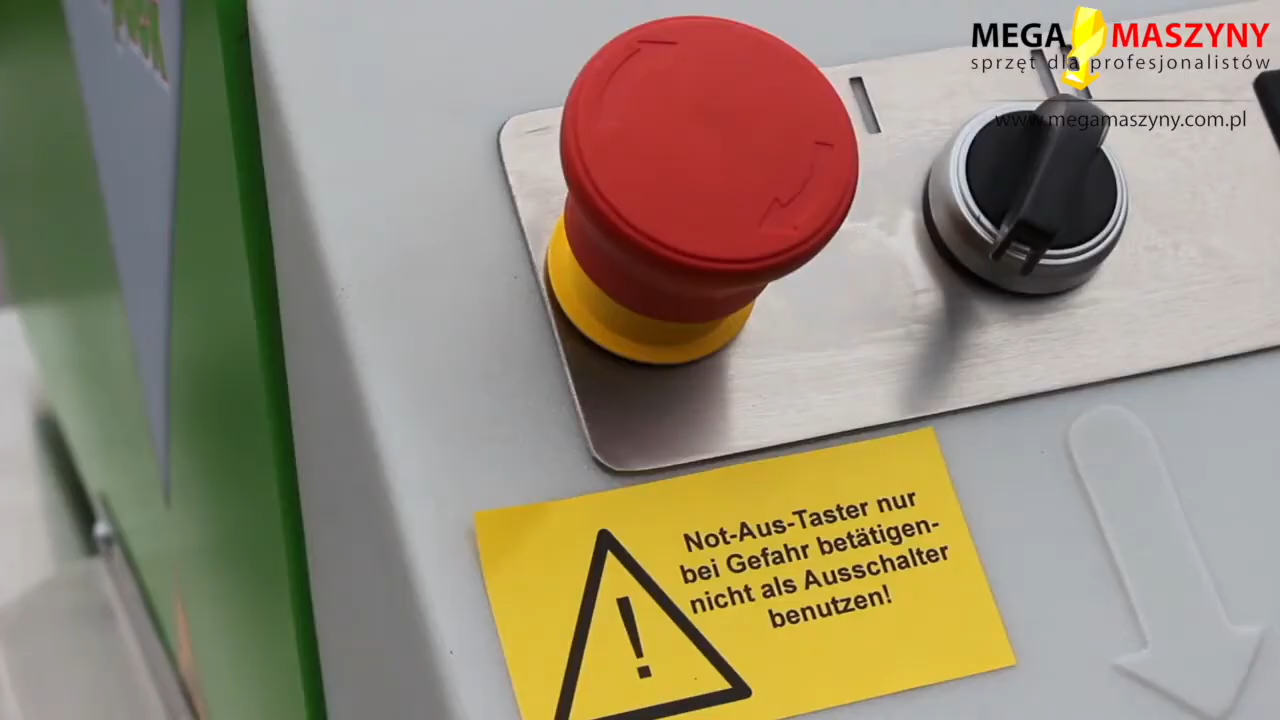 MEGA MASZYNY
sprzęt dla profesjonalistów
www.megamaszyny.com.pl
Not-Aus-Taster nur
bei Gefahr betätigen-
nicht als Ausschalter
benutzen!
!